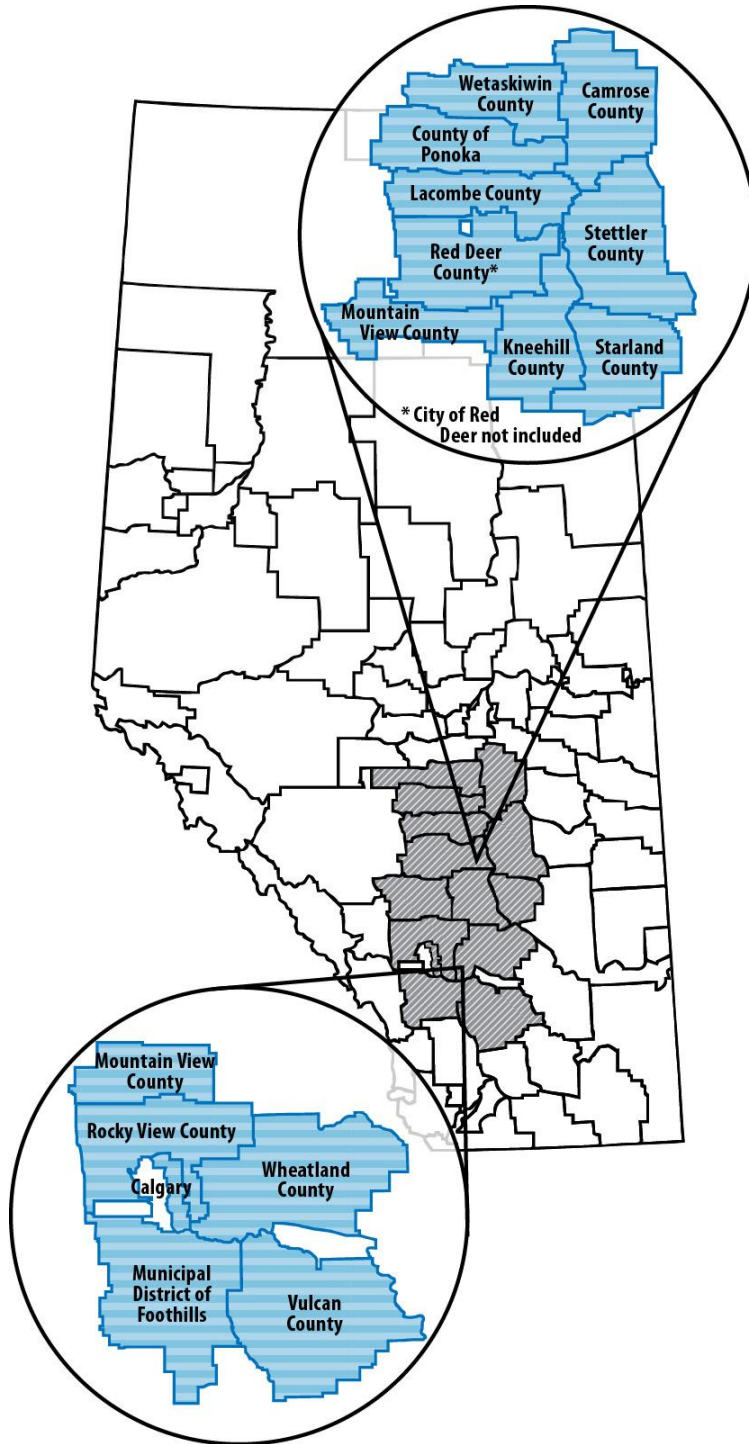 Wetaskiwin
County
Camrose
County
County of
Ponoka
Lacombe County
Stettler
County
Red Deer
County*
Mountain
View County
Kneehill
County
Starland
County
* City of Red
Deer not included
Mountain View
County
Rocky View County
Calgary
Wheatland
County
Municipal
District of
Foothills
Vulcan
County